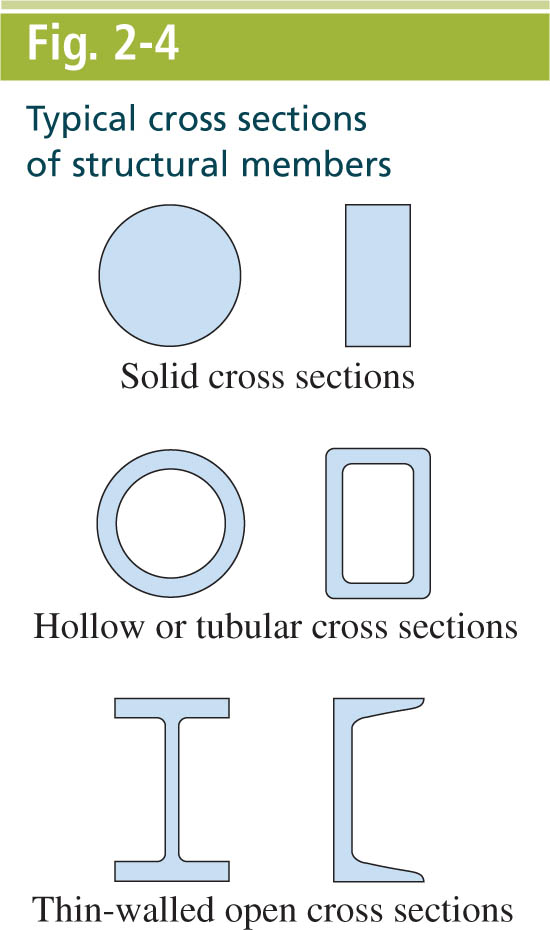 Fig. 2-4
Typical cross sections
of structural members
Solid cross sections
Hollow or tubular cross sections
Thin-walled open cross sections